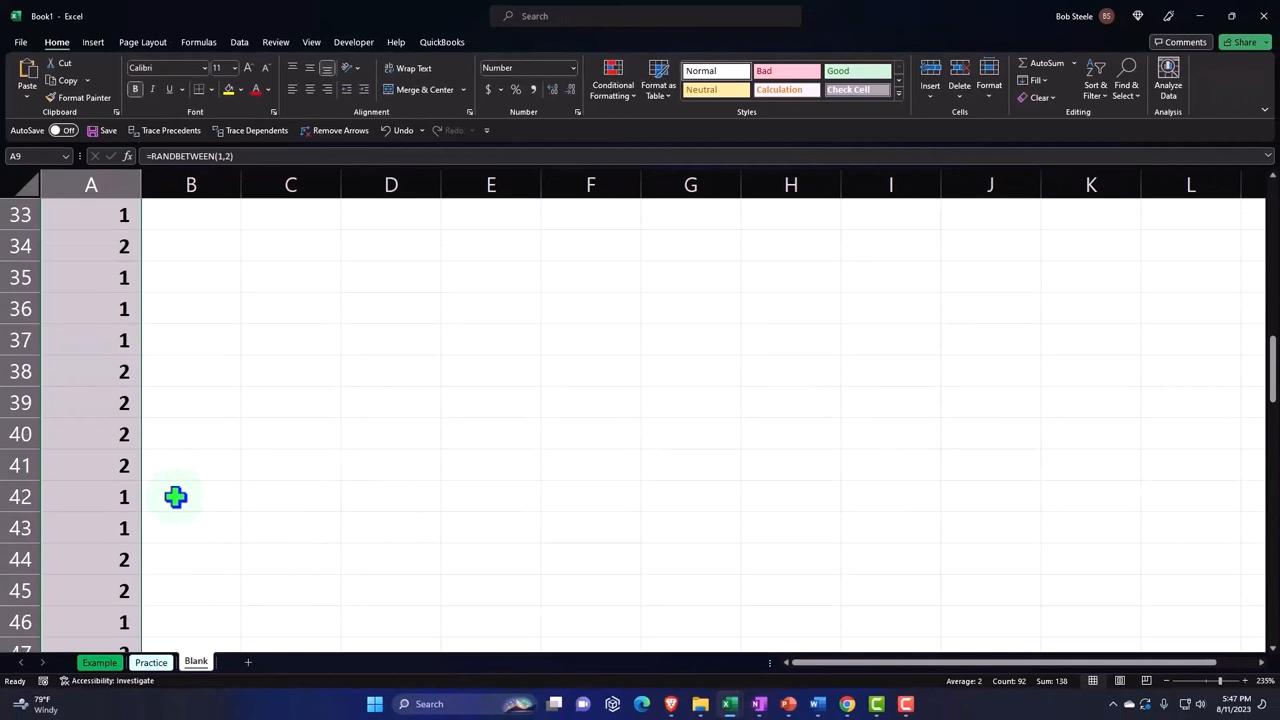 Book1 - Excel
Search
Bob Steele
BS
File Home Insert Page Layout Formulas Data Review View Developer Help QuickBooks
Comments
Share
Paste
Cut
Copy
Format Painter
Clipboard
Calibri
11
B I U
Font
Wrap Text
Merge & Center
Alignment
Number
$ % ,
Number
Conditional Formatting
Format as Table
Normal Bad Good
Neutral Calculation Check Cell
Styles
Insert Delete Format
Cells
AutoSum
Fill
Clear
Sort & Filter
Find & Select
Editing
Analyze Data
Analysis
AutoSave Off Save Trace Precedents Trace Dependents Remove Arrows Undo Redo
A9 fx =RANDBETWEEN(1,2)
A B C D E F G H I J K L
33 1
34 2
35 1
36 1
37 1
38 2
39 2
40 2
41 2
42 1
43 1
44 2
45 2
46 1
47 2
Example Practice Blank
Ready Accessibility: Investigate Average: 2 Count: 92 Sum: 138 235%
79°F
Windy
Search
5:47 PM
8/11/2023